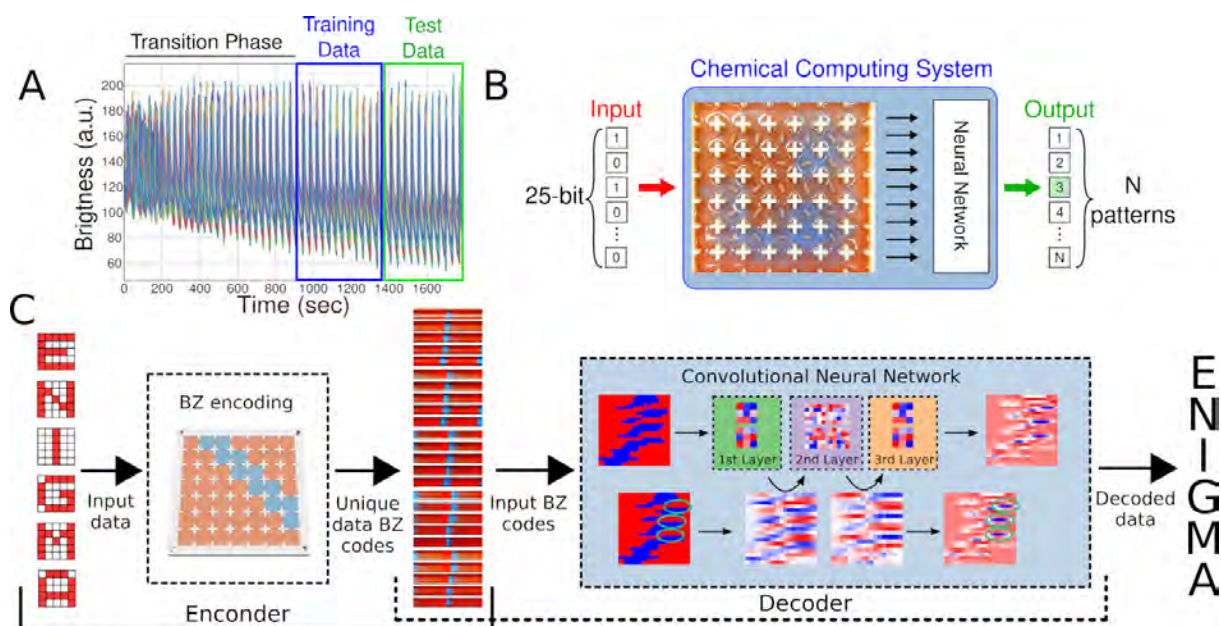 A
Transition Phase
Training
Data
Test
Data
Brigtness (a.u.)
200
180
160
140
120
100
80
60
0 200 400 600 800 1000 1200 1400 1600
Time (sec)
B
Chemical Computing System
Input
25-bit
1
0
1
0
0
Neural Network
Output
1
2
3
4
N
N
patterns
C
Input
data
BZ encoding
Unique
data BZ
codes
Enconder
Input BZ
codes
Convolutional Neural Network
1st Layer
2nd Layer
3rd Layer
Decoder
Decoded
data
E
N
I
G
M
A